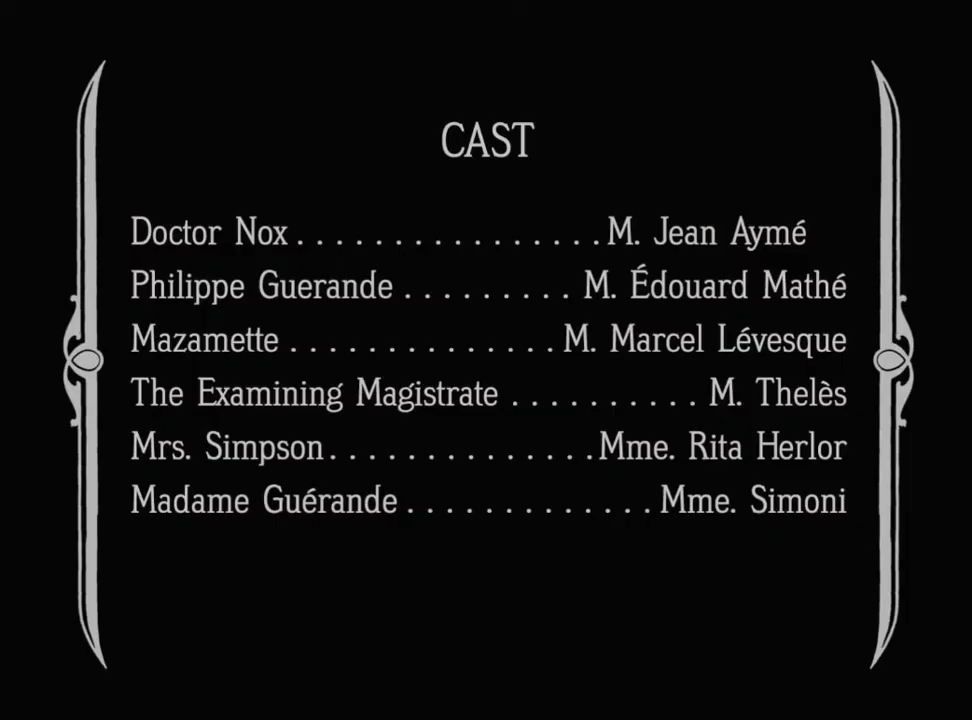 CAST
Doctor Nox . . . . . . . . . . . . . . . . M. Jean Aymé
Philippe Guerande . . . . . . . . . M. Édouard Mathé
Mazamette . . . . . . . . . . . . . . M. Marcel Lévesque
The Examining Magistrate . . . . . . . . . . M. Thelès
Mrs. Simpson . . . . . . . . . . . . . . Mme. Rita Herlor
Madame Guérande . . . . . . . . . . . . . Mme. Simoni